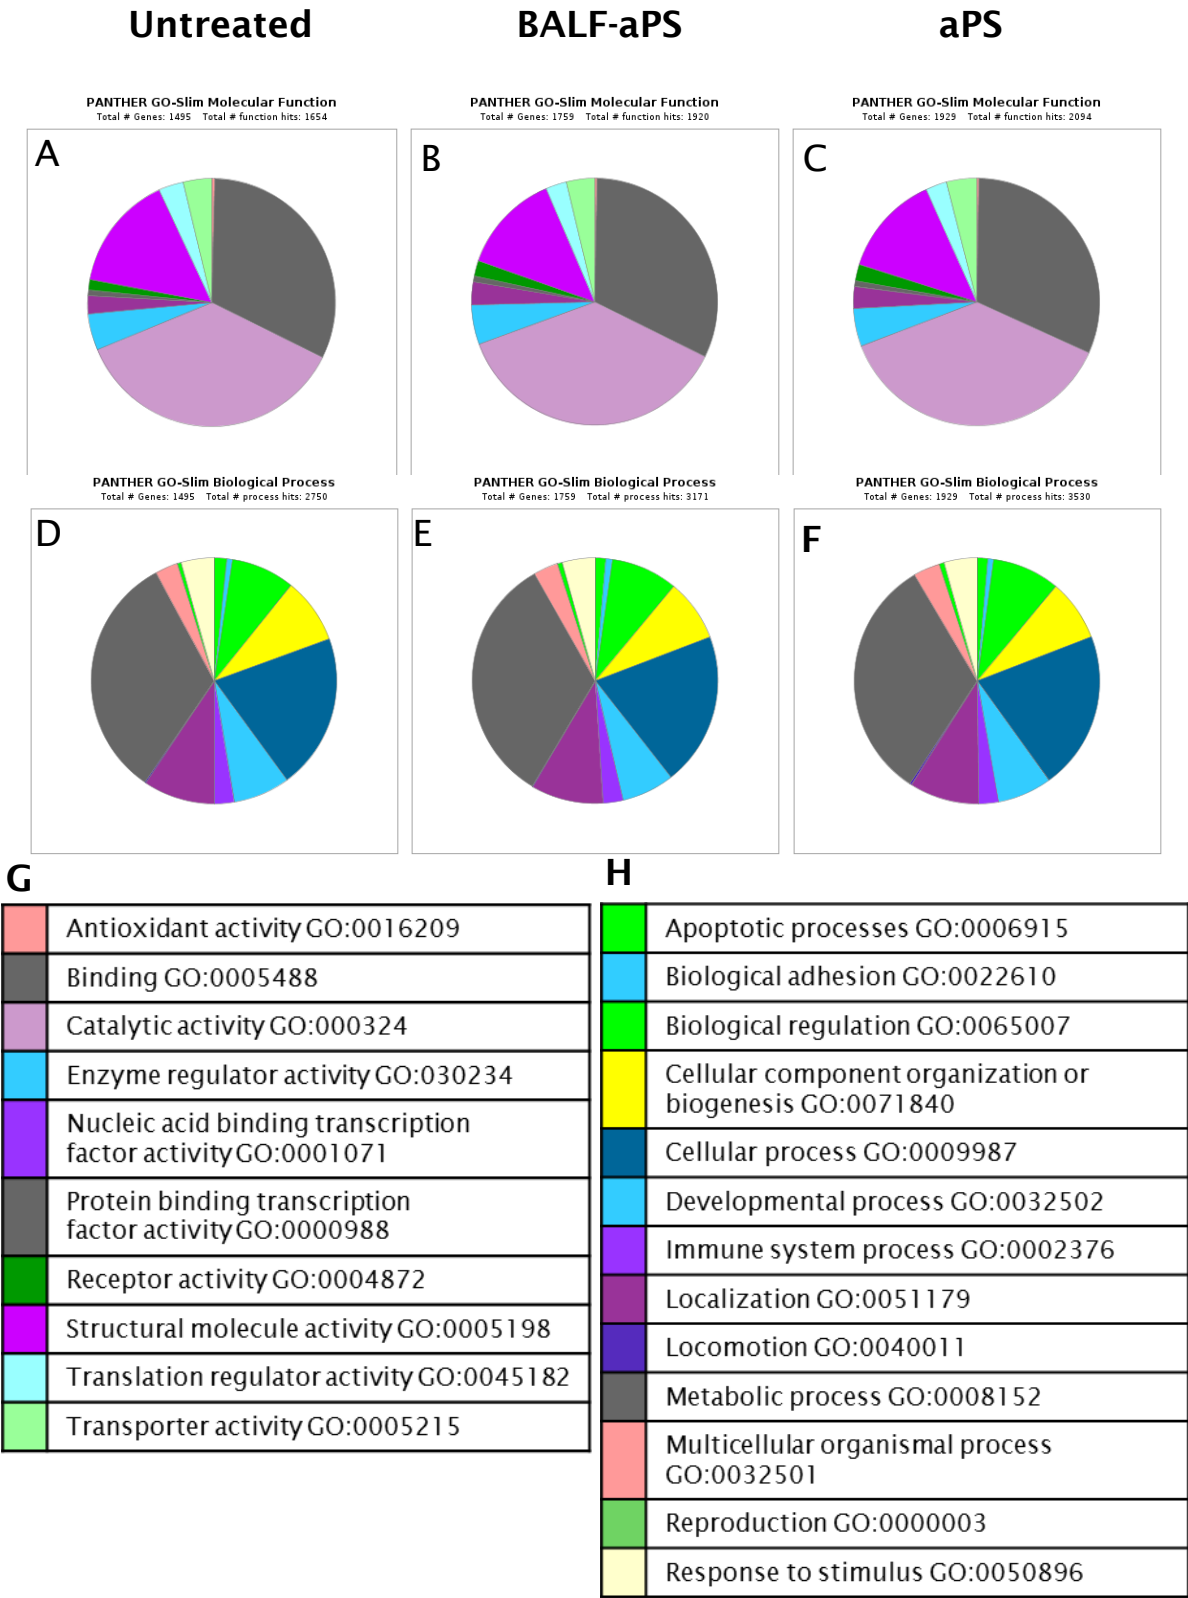 Untreated
BALF-aPS
aPS
PANTHER GO-Slim Molecular Function
Total # Genes: 1495 Total # function hits: 1654
PANTHER GO-Slim Molecular Function
Total # Genes: 1759 Total # function hits: 1920
PANTHER GO-Slim Molecular Function
Total # Genes: 1929 Total # function hits: 2094
A
B
C
PANTHER GO-Slim Biological Process
Total # Genes: 1495 Total # process hits: 2750
PANTHER GO-Slim Biological Process
Total # Genes: 1759 Total # process hits: 3171
PANTHER GO-Slim Biological Process
Total # Genes: 1929 Total # process hits: 3530
D
E
F
G
Antioxidant activity GO:0016209
Binding GO:0005488
Catalytic activity GO:000324
Enzyme regulator activity GO:030234
Nucleic acid binding transcription
factor activity GO:0001071
Protein binding transcription
factor activity GO:0000988
Receptor activity GO:0004872
Structural molecule activity GO:0005198
Translation regulator activity GO:0045182
Transporter activity GO:0005215
H
Apoptotic processes GO:0006915
Biological adhesion GO:0022610
Biological regulation GO:0065007
Cellular component organization or
biogenesis GO:0071840
Cellular process GO:0009987
Developmental process GO:0032502
Immune system process GO:0002376
Localization GO:0051179
Locomotion GO:0040011
Metabolic process GO:0008152
Multicellular organismal process
GO:0032501
Reproduction GO:0000003
Response to stimulus GO:0050896